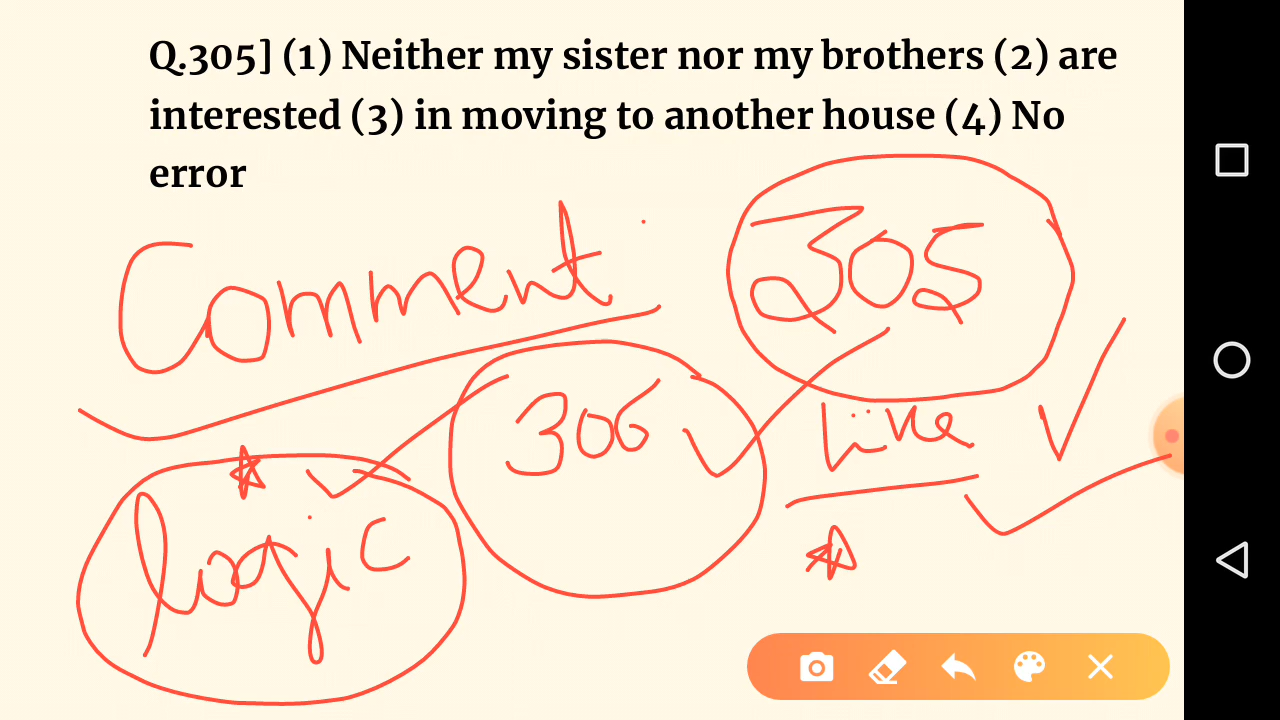 Q.305] (1) Neither my sister nor my brothers (2) are
interested (3) in moving to another house (4) No
error
Comment
305
306
Like
logic